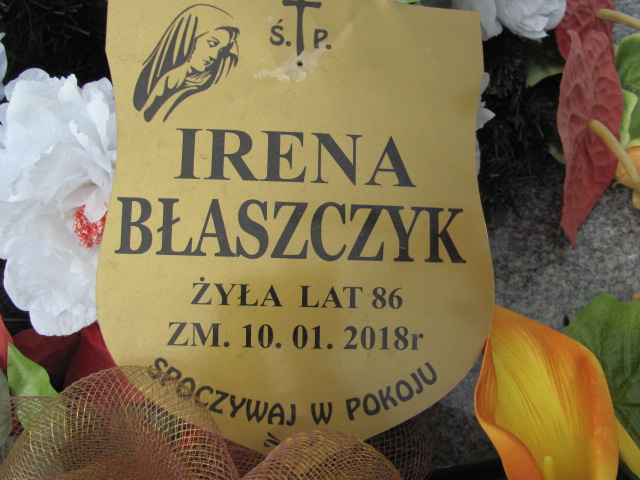 Ś. P.
IRENA
BŁASZCZYK
ŻYŁA LAT 86
ZM. 10. 01. 2018r
SPOCZYWAJ W POKOJU